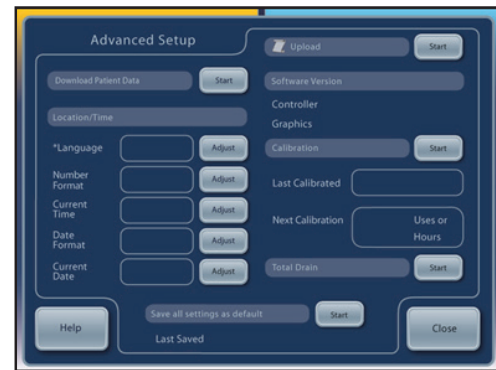 Advanced Setup
Download Patient Data Start
Location/Time
*Language Adjust
Number
Format Adjust
Current
Time Adjust
Date
Format Adjust
Current
Date Adjust
Upload Start
Software Version
Controller
Graphics
Calibration Start
Last Calibrated
Next Calibration Uses or
Hours
Total Drain Start
Help
Save all settings as default Start
Last Saved
Close